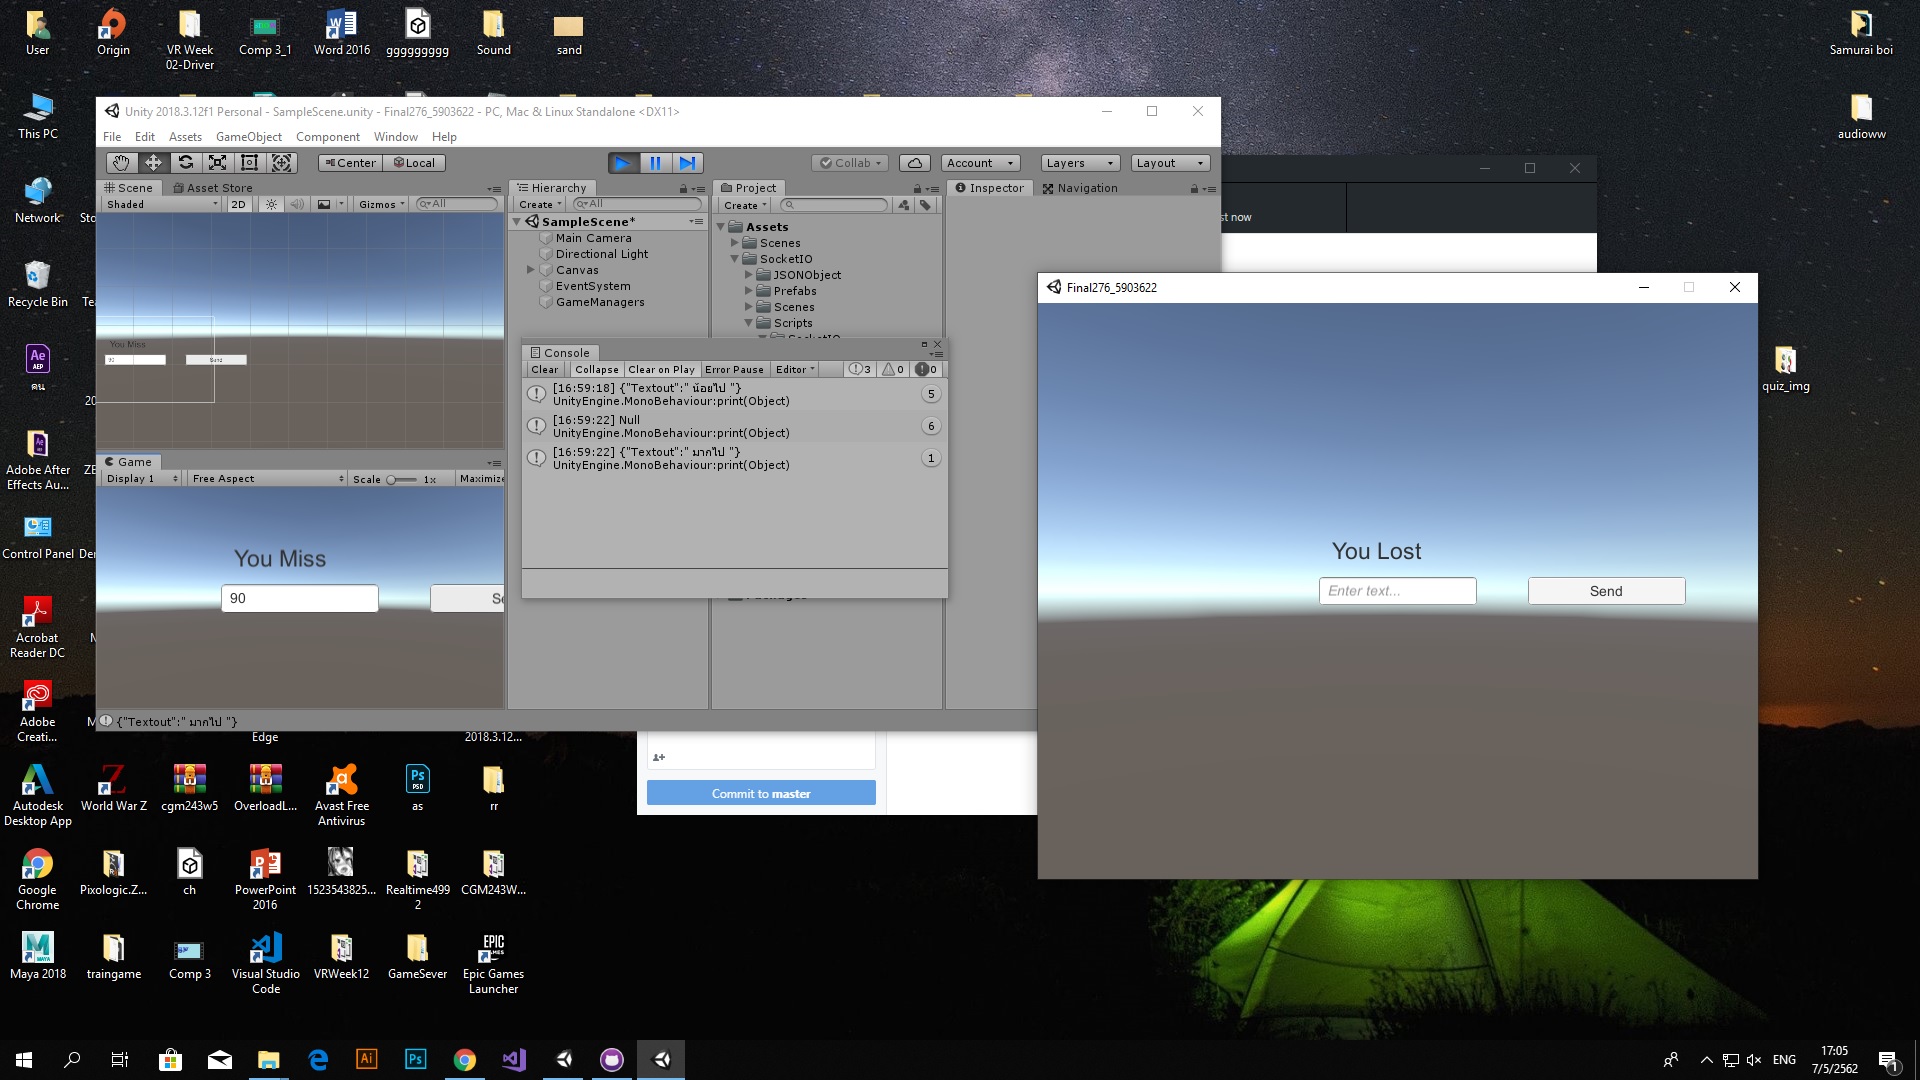 User
Origin
VR Week
02-Driver
Comp 3_1
Word 2016
ggggggggg
Sound
sand
Samurai boi
This PC
audioww
Network
Recycle Bin
คน
Adobe After
Effects Au...
Control Panel
Acrobat
Reader DC
Adobe
Creati...
quiz_img
Unity 2018.3.12f1 Personal - SampleScene.unity - Final276_5903622 - PC, Mac & Linux Standalone <DX11>
File Edit Assets GameObject Component Window Help
Center Local
Collab Account Layers Layout
Scene Asset Store
Shaded 2D Gizmos All
Hierarchy
Create All
SampleScene*
Main Camera
Directional Light
Canvas
EventSystem
GameManagers
Project
Create
Assets
Scenes
SocketIO
JSONObject
Prefabs
Scenes
Scripts
Inspector Navigation
st now
You Miss
90
Send
Console
Clear Collapse Clear on Play Error Pause Editor 3 0 0
[16:59:18] {"Textout":" น้อยไป "}
UnityEngine.MonoBehaviour:print(Object)
5
[16:59:22] Null
UnityEngine.MonoBehaviour:print(Object)
6
[16:59:22] {"Textout":" มากไป "}
UnityEngine.MonoBehaviour:print(Object)
1
Game
Display 1 Free Aspect Scale 1x Maximize
You Miss
90
Se
{"Textout":" มากไป "}
Final276_5903622
You Lost
Enter text...
Send
Commit to master
Edge
2018.3.12...
Autodesk
Desktop App
World War Z
cgm243w5
OverloadL...
Avast Free
Antivirus
as
rr
Google
Chrome
Pixologic.Z...
ch
PowerPoint
2016
1523543825...
Realtime499
2
CGM243W...
Maya 2018
traingame
Comp 3
Visual Studio
Code
VRWeek12
GameSever
Epic Games
Launcher
ENG
17:05
7/5/2562
1